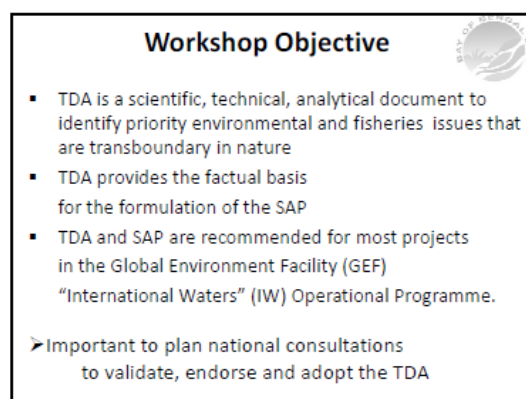 BAY OF BENGAL
Workshop Objective
▪ TDA is a scientific, technical, analytical document to
identify priority environmental and fisheries issues that
are transboundary in nature
▪ TDA provides the factual basis
for the formulation of the SAP
▪ TDA and SAP are recommended for most projects
in the Global Environment Facility (GEF)
“International Waters” (IW) Operational Programme.
➢Important to plan national consultations
to validate, endorse and adopt the TDA